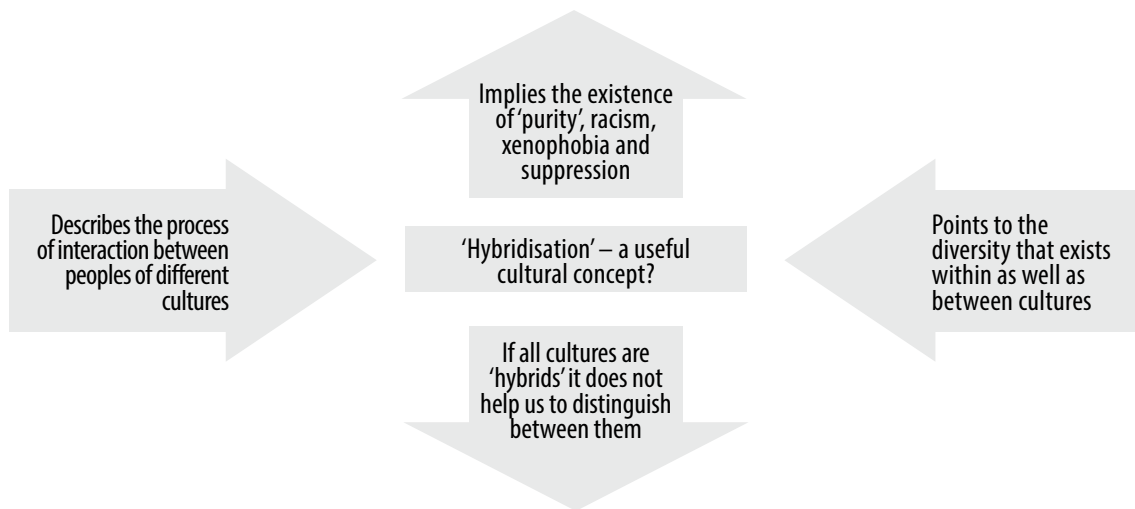 Implies the existence
of ‘purity’, racism,
xenophobia and
suppression
Describes the process
of interaction between
peoples of different
cultures
‘Hybridisation’ – a useful
cultural concept?
Points to the
diversity that exists
within as well as
between cultures
If all cultures are
‘hybrids’ it does not
help us to distinguish
between them